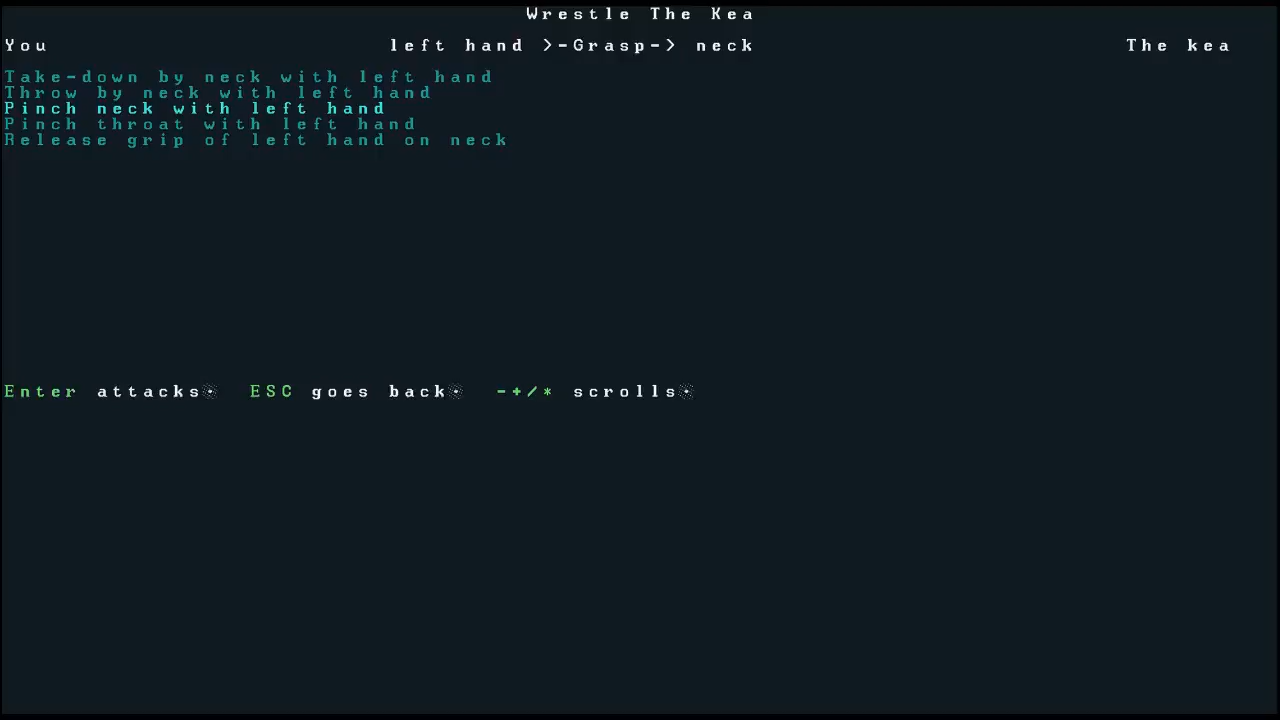 Wrestle The Kea
You left hand >-Grasp-> neck The kea
Take-down by neck with left hand
Throw by neck with left hand
Pinch neck with left hand
Pinch throat with left hand
Release grip of left hand on neck
Enter attacks ESC goes back -+/* scrolls